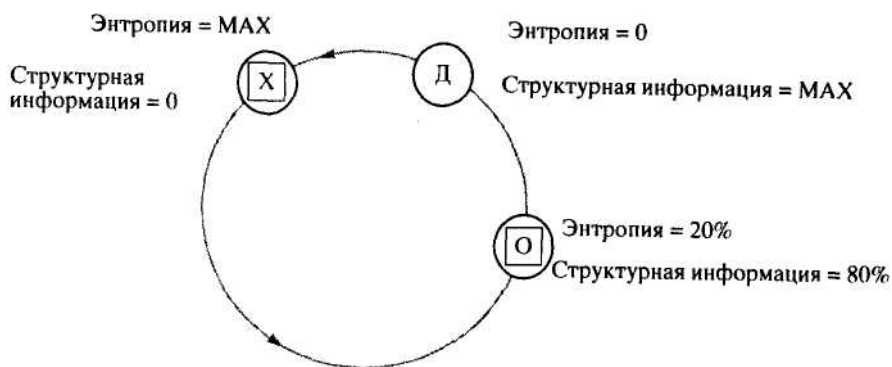 Энтропия = MAX
Структурная
информация = 0
X
Д
Энтропия = 0
Структурная информация = MAX
О
Энтропия = 20%
Структурная информация = 80%